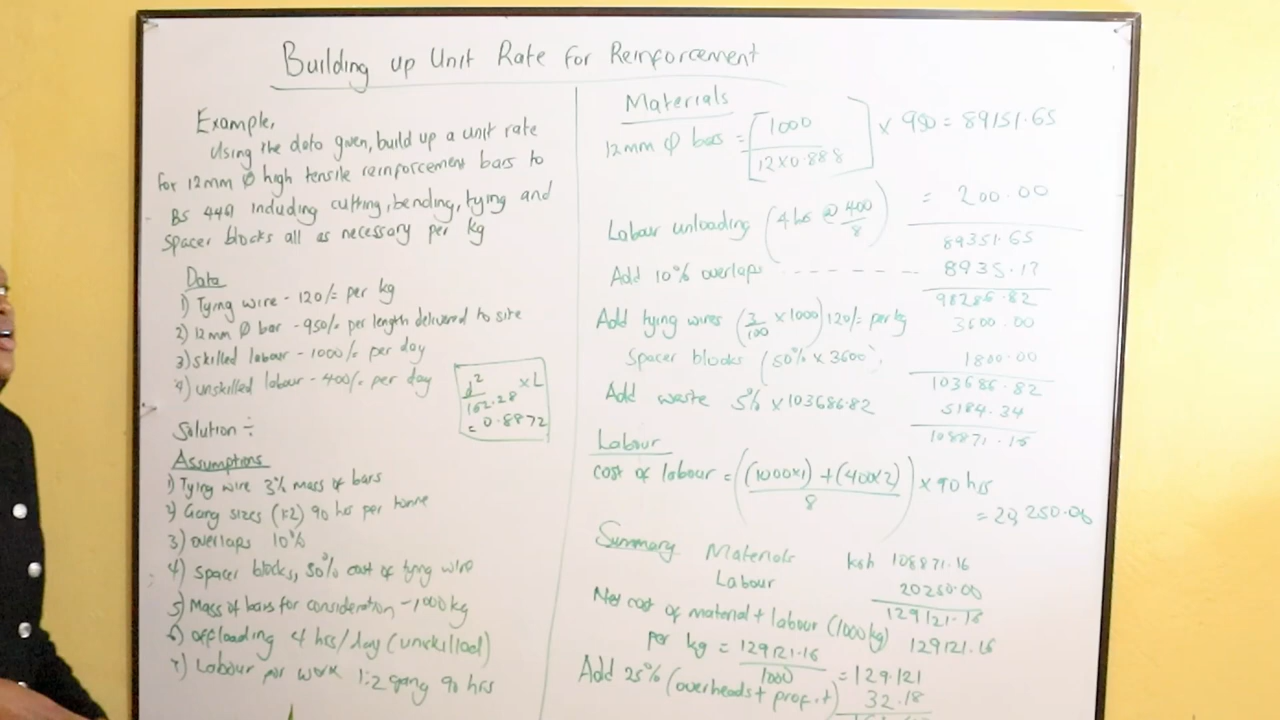 Building up Unit Rate for Reinforcement
Example,
Using the data given, build up a unit rate
for 12mm Ø high tensile reinforcement bars to
BS 4449 including cutting, bending, tying and
spacer blocks all as necessary per kg
Data
1) Tying wire - 120/= per kg
2) 12mm Ø bar - 950/= per length delivered to site
3) skilled labour - 1000/= per day
4) unskilled labour - 400/= per day
d²/162.28 × L
= 0.8872
Solution ÷
Assumptions
1) Tying wire 3% mass of bars
2) Gang sizes (1:2) 90 hrs per tonne
3) overlaps 10%
4) spacer blocks, 50% cost of tying wire
5) Mass of bars for consideration - 1000kg
6) offloading 4 hrs/day (unskilled)
7) Labour per work 1:2 gang 90 hrs
Materials
12mm Ø bars = [1000/12×0.888] × 950 = 89151.65
Labour unloading (4 hrs @ 400/8) = 200.00
89351.65
Add 10% overlaps - - - - - - - 8935.17
98286.82
Add tying wires (3/100 × 1000) 120/= per kg 3600.00
Spacer blocks (50% × 3600) 1800.00
103686.82
Add waste 5% × 103686.82 5184.34
108871.16
Labour
cost of labour = ((1000×1) + (400×2)/8) × 90 hrs
= 20,250.00
Summary Materials ksh 108871.16
Labour 20250.00
129121.16
Net cost of material + labour (1000kg) 129121.16
per kg = 129121.16/1000 = 129.121
Add 25% (overheads + profit) 32.18